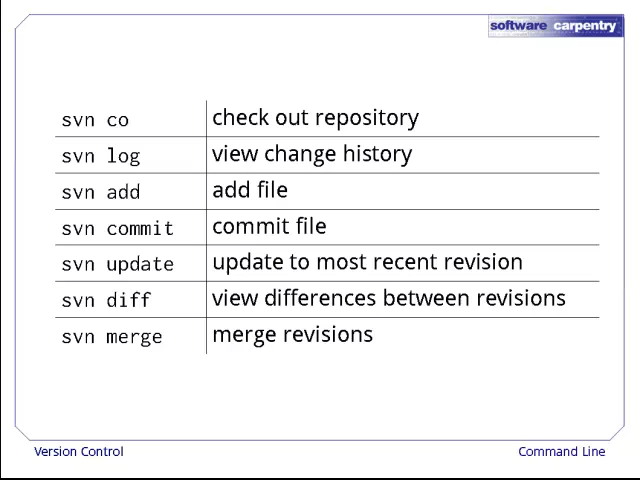 software carpentry
svn co check out repository
svn log view change history
svn add add file
svn commit commit file
svn update update to most recent revision
svn diff view differences between revisions
svn merge merge revisions
Version Control Command Line